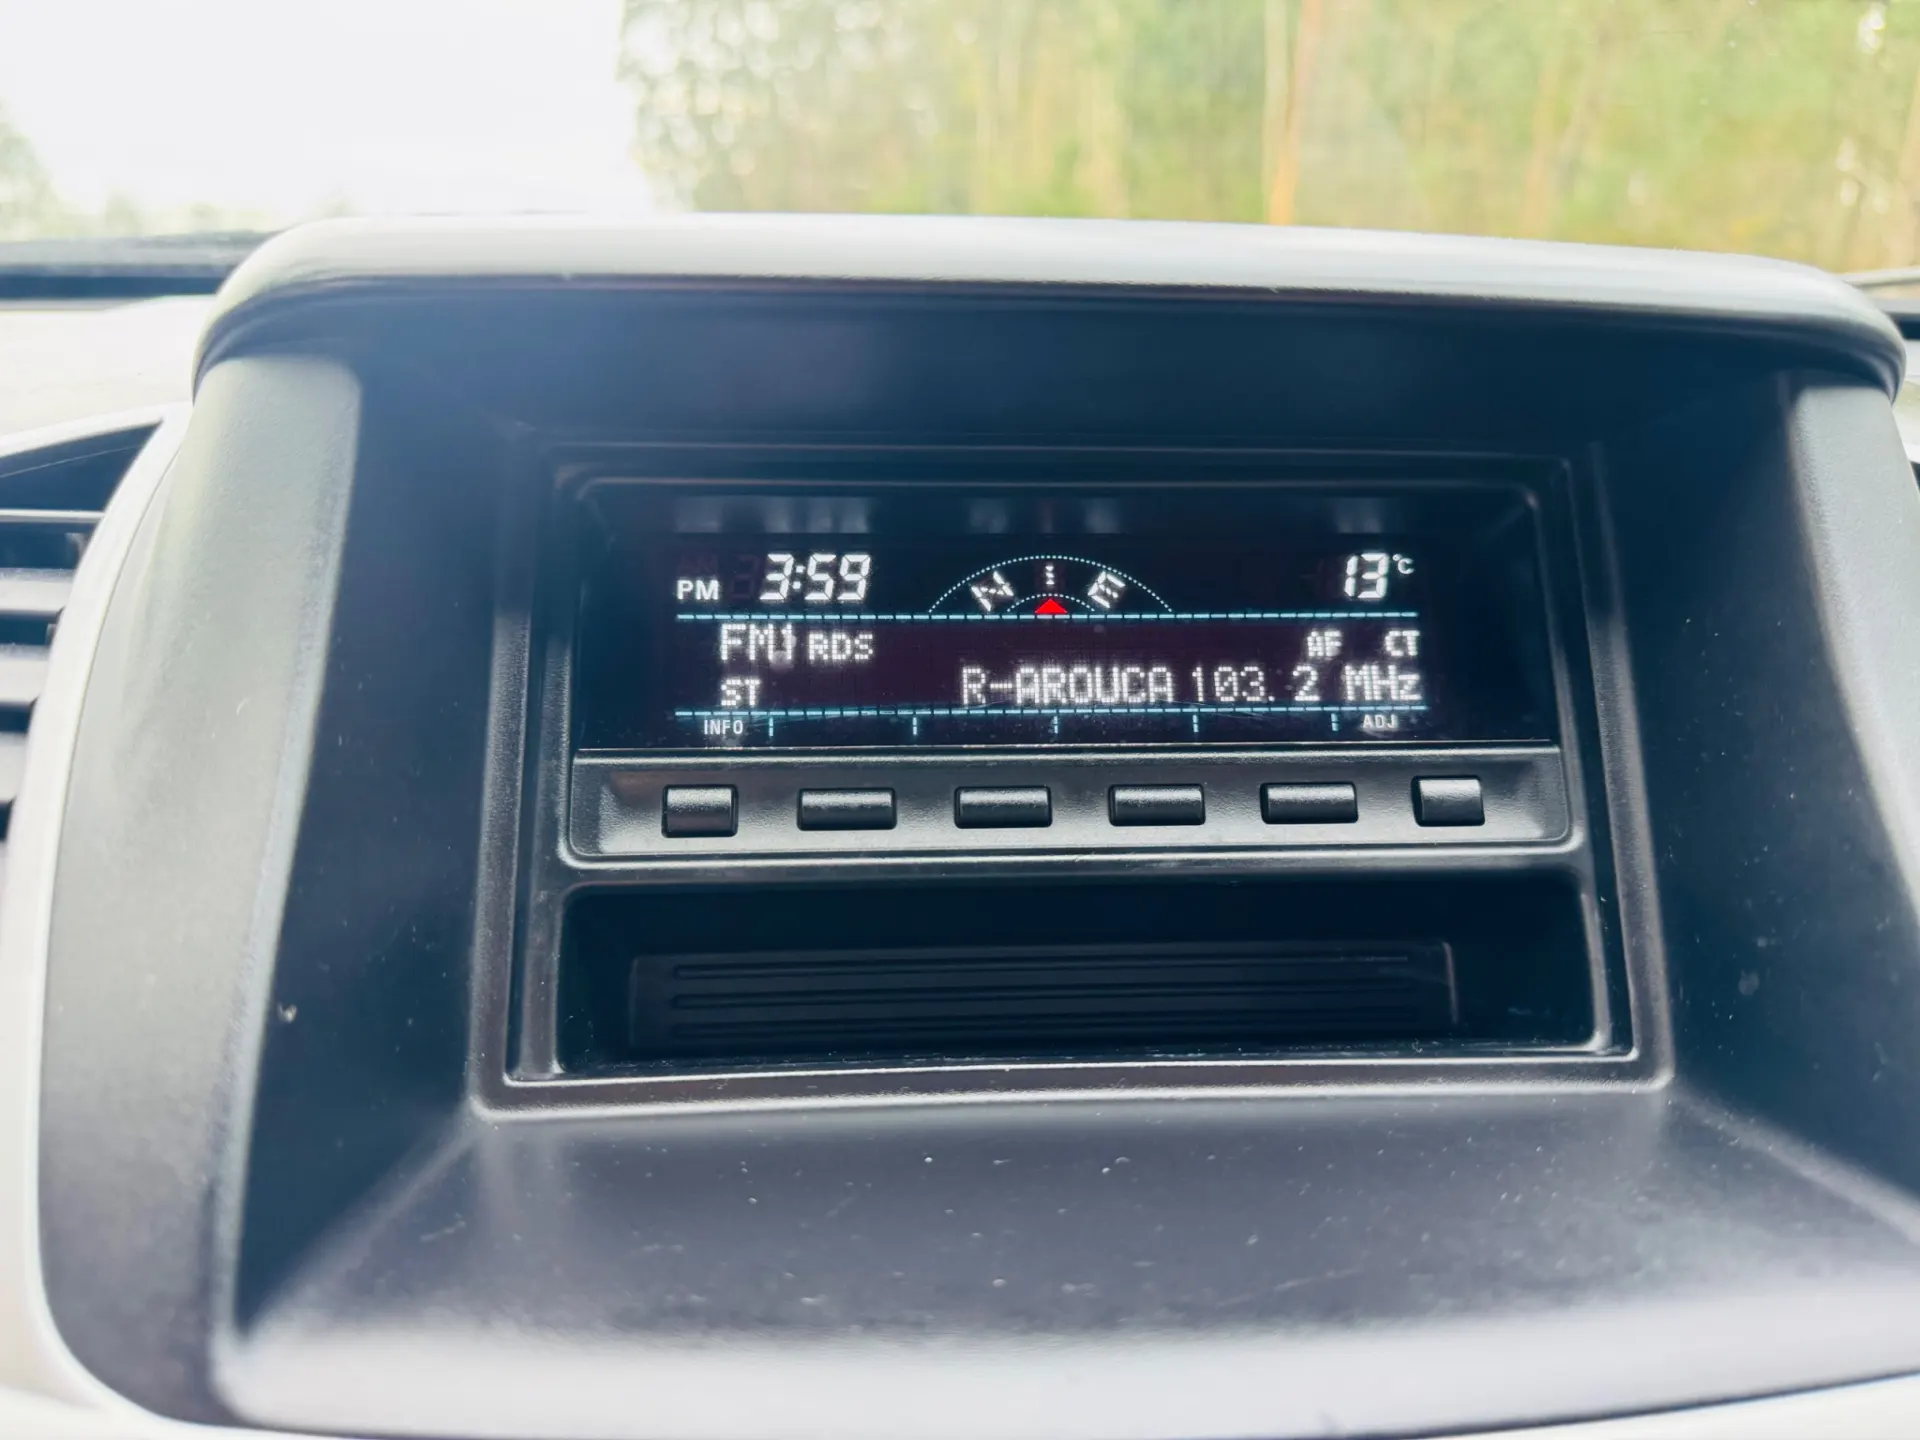 PM 3:59 N E 13°C
FM1 RDS AF CT
ST R-AROUCA 103.2 MHz
INFO ADJ